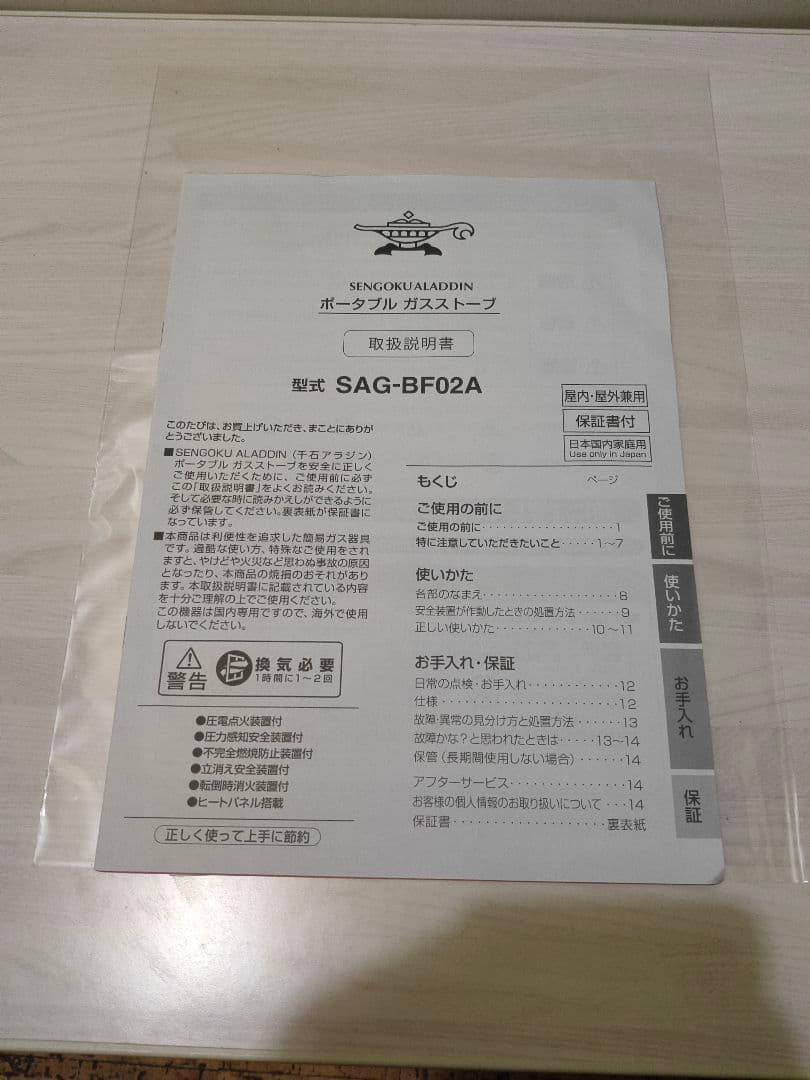 SENGOKU ALADDIN
ポータブル ガスストーブ
取扱説明書
型式 SAG-BF02A
屋内・屋外兼用
保証書付
日本国内家庭用
Use only in Japan
このたびは、お買上げいただき、まことにありが
とうございました。
■SENGOKU ALADDIN(千石アラジン)
ポータブル ガスストーブを安全に正しく
ご使用いただくために、ご使用前に必ず
この「取扱説明書」をよくお読みください。
そして必要な時に読みかえしができるように
必ず保管してください。裏表紙が保証書に
なっています。
■本商品は利便性を追求した簡易ガス器具
です。過酷な使い方、特殊なご使用をされ
ますと、やけどや火災など思わぬ事故の原因
となったり、本商品の焼損のおそれがあり
ます。本取扱説明書に記載されている内容
を十分ご理解の上でご使用ください。
この機器は国内専用ですので、海外で使用
しないでください。
警告
換気必要
1時間に1〜2回
●圧電点火装置付
●圧力感知安全装置付
●不完全燃焼防止装置付
●立消え安全装置付
●転倒時消火装置付
●ヒートパネル搭載
正しく使って上手に節約
もくじ ページ
ご使用の前に
ご使用の前に・・・・・・・・・・・・・・・・・・・1
特に注意していただきたいこと・・・・・1〜7
使いかた
各部のなまえ・・・・・・・・・・・・・・・・・・・8
安全装置が作動したときの処置方法・・・・・・9
正しい使いかた・・・・・・・・・・・・・10〜11
お手入れ・保証
日常の点検・お手入れ・・・・・・・・・・・・12
仕様・・・・・・・・・・・・・・・・・・・・・・・12
故障・異常の見分け方と処置方法・・・・・13
故障かな?と思われたときは・・・・・13〜14
保管(長期間使用しない場合)・・・・・・14
アフターサービス・・・・・・・・・・・・・・・14
お客様の個人情報のお取り扱いについて・・・14
保証書・・・・・・・・・・・・・・・・・・・裏表紙
ご使用前に
使いかた
お手入れ
保証